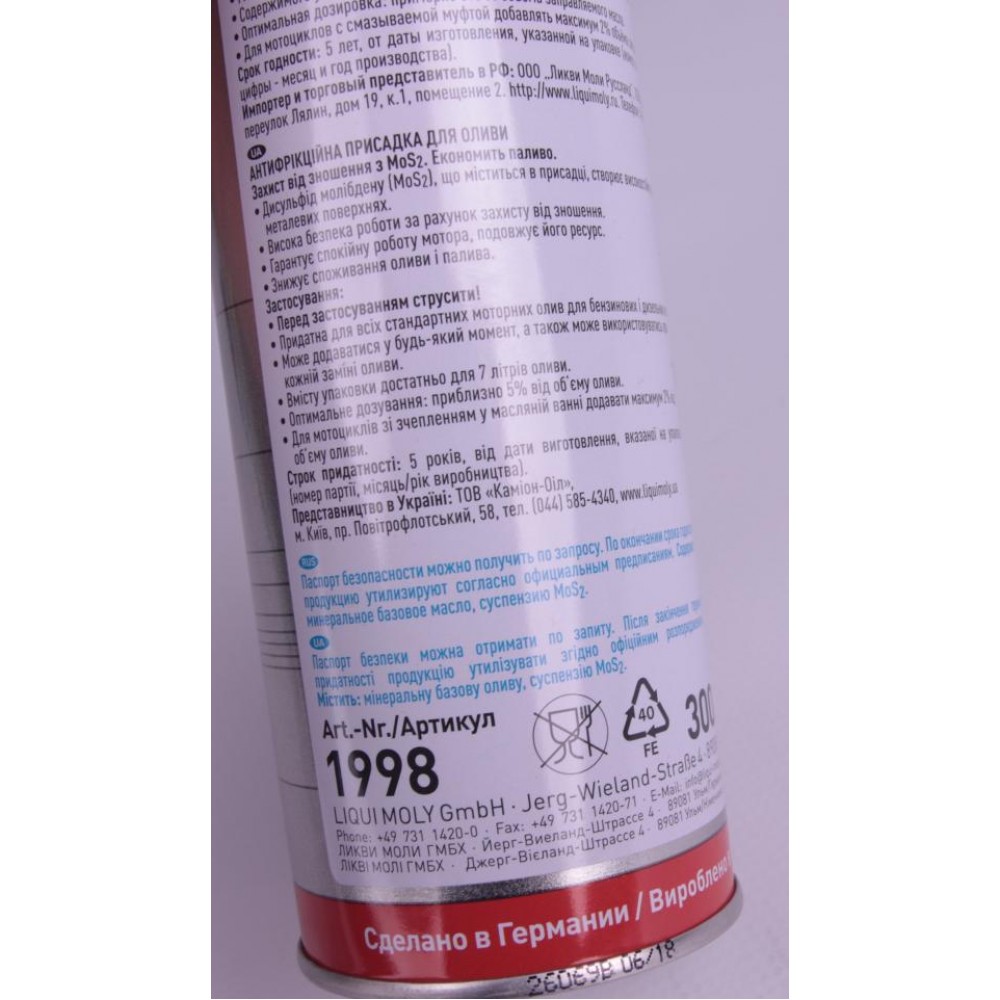 • Оптимальная дозировка: заправляемого масла.
• Для мотоциклов с смазываемой муфтой добавлять максимум 2%
Срок годности: 5 лет, от даты изготовления, указанной на упаковке
цифры - месяц и год производства).
Импортер и торговый представитель в РФ: ООО „Ликви Моли Руссланд“,
переулок Лялин, дом 19, к.1, помещение 2. http://www.liquimoly.ru.
UA
АНТИФРІКЦІЙНА ПРИСАДКА ДЛЯ ОЛИВИ
Захист від зношення з MoS2. Економить паливо.
• Дисульфід молібдену (MoS2), що міститься в присадці, створює
металевих поверхнях.
• Висока безпека роботи за рахунок захисту від зношення.
• Гарантує спокійну роботу мотора, подовжує його ресурс.
• Знижує споживання оливи і палива.
Застосування:
• Перед застосуванням струсити!
• Придатна для всіх стандартних моторних олив для бензинових і
• Може додаватися у будь-який момент, а також може використовуватись
кожній заміні оливи.
• Вмісту упаковки достатньо для 7 літрів оливи.
• Оптимальне дозування: приблизно 5% від об'єму оливи.
• Для мотоциклів зі зчепленням у масляній ванні додавати максимум 2%
об'єму оливи.
Строк придатності: 5 років, від дати виготовлення, вказаної на
(номер партії, місяць/рік виробництва).
Представництво в Україні: ТОВ «Каміон-Оіл»,
м. Київ, пр. Повітрофлотський, 58, тел. (044) 585-4340, www.liquimoly.ua
RUS
Паспорт безопасности можно получить по запросу. По окончании срока
продукцию утилизируют согласно официальным предписаниям.
минеральное базовое масло, суспензию MoS2.
UA
Паспорт безпеки можна отримати по запиту. Після закінчення
придатності продукцію утилізувати згідно офіційним
Містить: мінеральну базову оливу, суспензію MoS2.
Art.-Nr./Артикул
1998
40
FE
300
LIQUI MOLY GmbH · Jerg-Wieland-Straße 4 ·
Phone: +49 731 1420-0 · Fax: +49 731 1420-71 · E-Mail:
ЛИКВИ МОЛИ ГМБХ · Йерг-Виеланд-Штрассе 4 · 89081
ЛІКВІ МОЛІ ГМБХ · Джерг-Віеланд-Штрассе 4 · 89081
Сделано в Германии / Вироблено
26069B 06/18